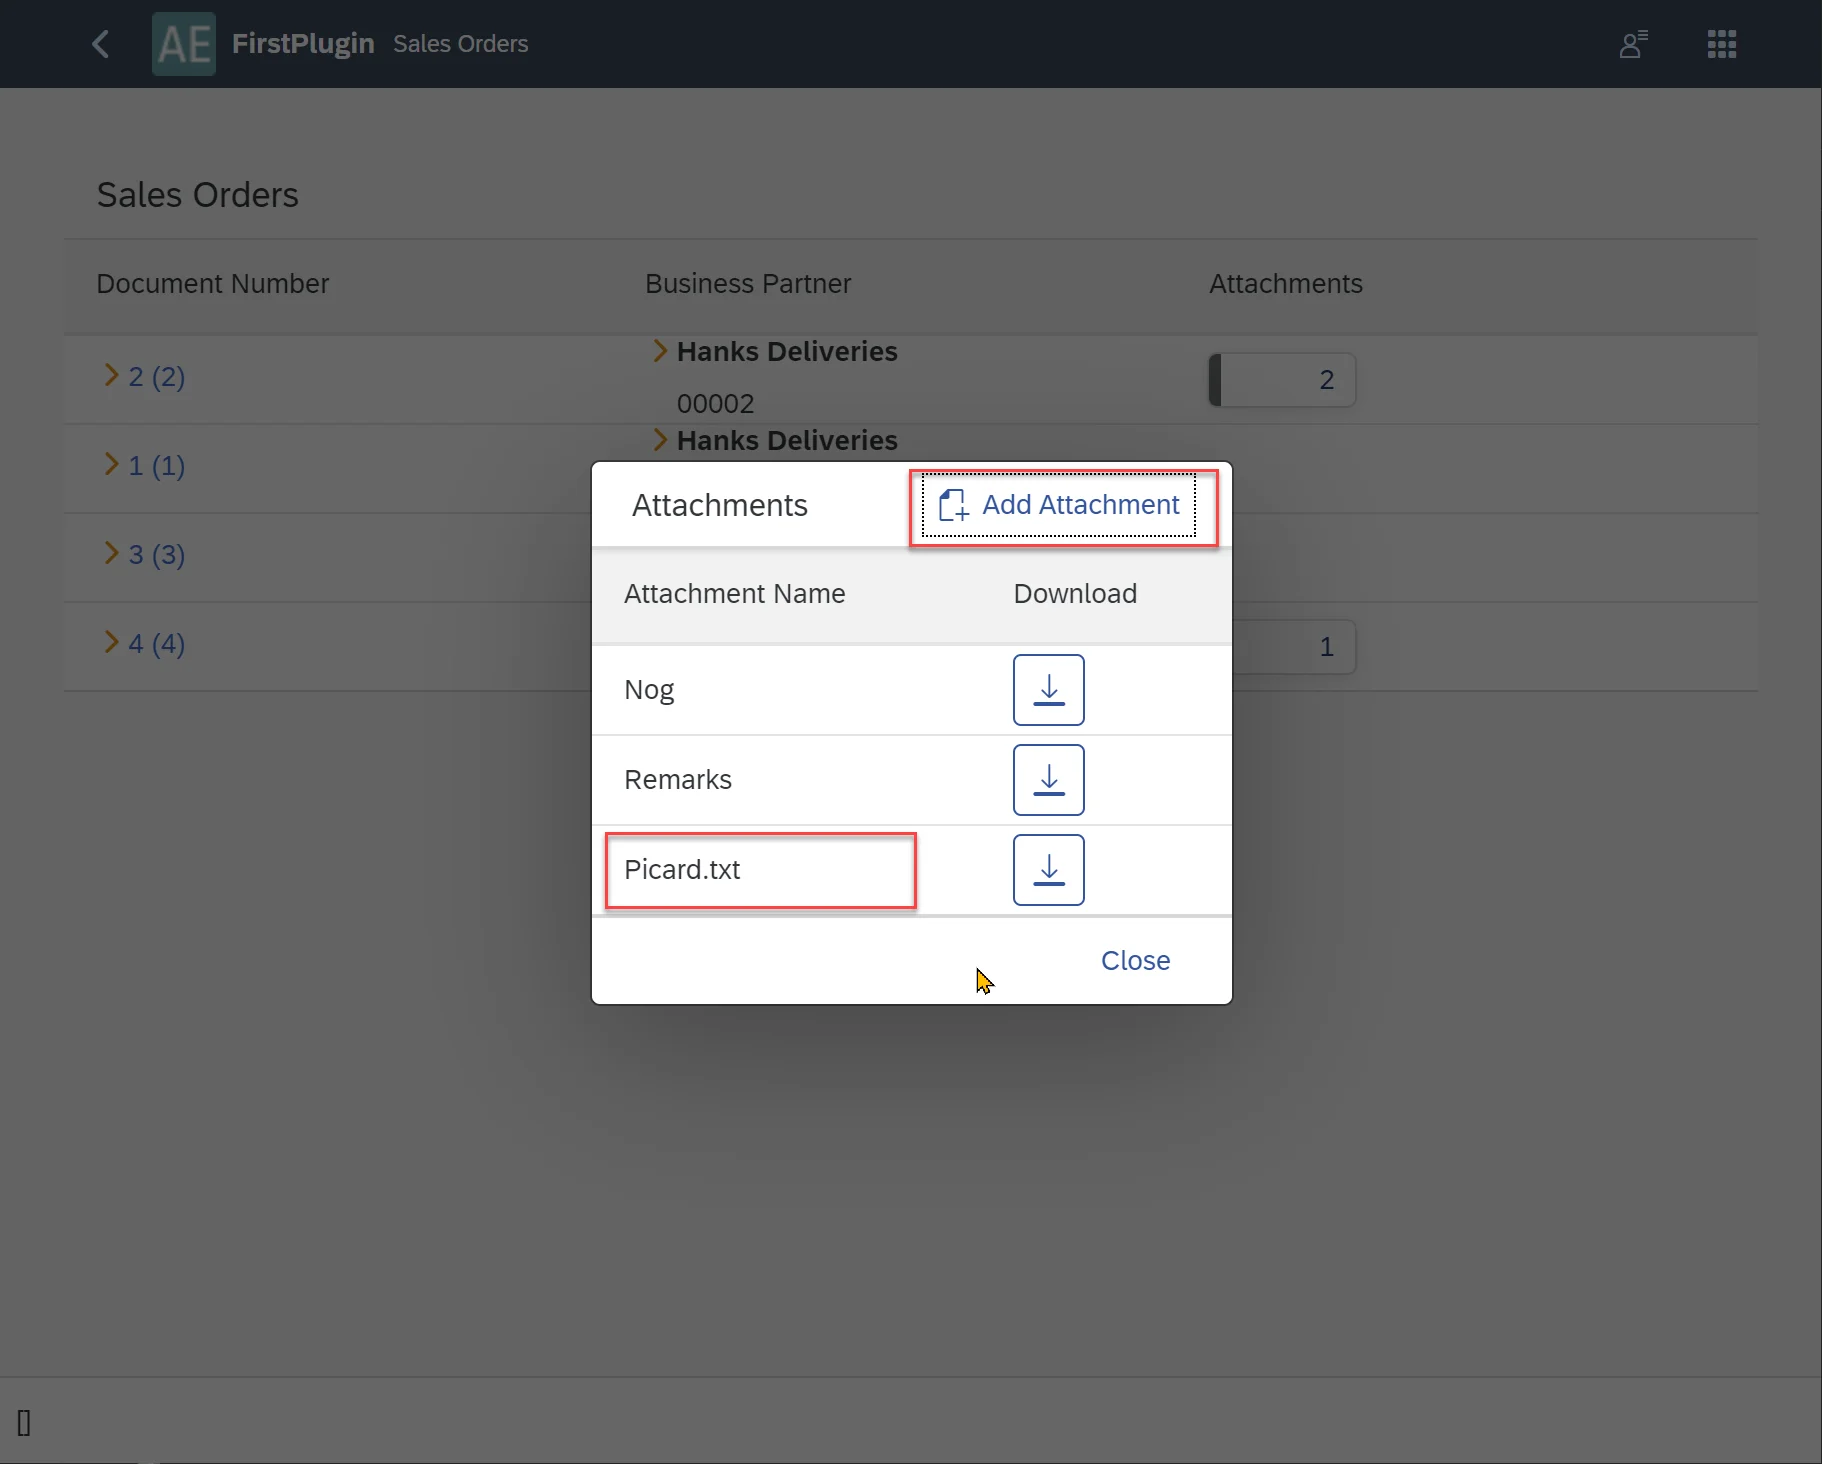 AE FirstPlugin Sales Orders
Sales Orders
Document Number Business Partner Attachments
2 (2) Hanks Deliveries 2
00002
1 (1) Hanks Deliveries
3 (3)
4 (4) 1
Attachments Add Attachment
Attachment Name Download
Nog
Remarks
Picard.txt
Close
[]